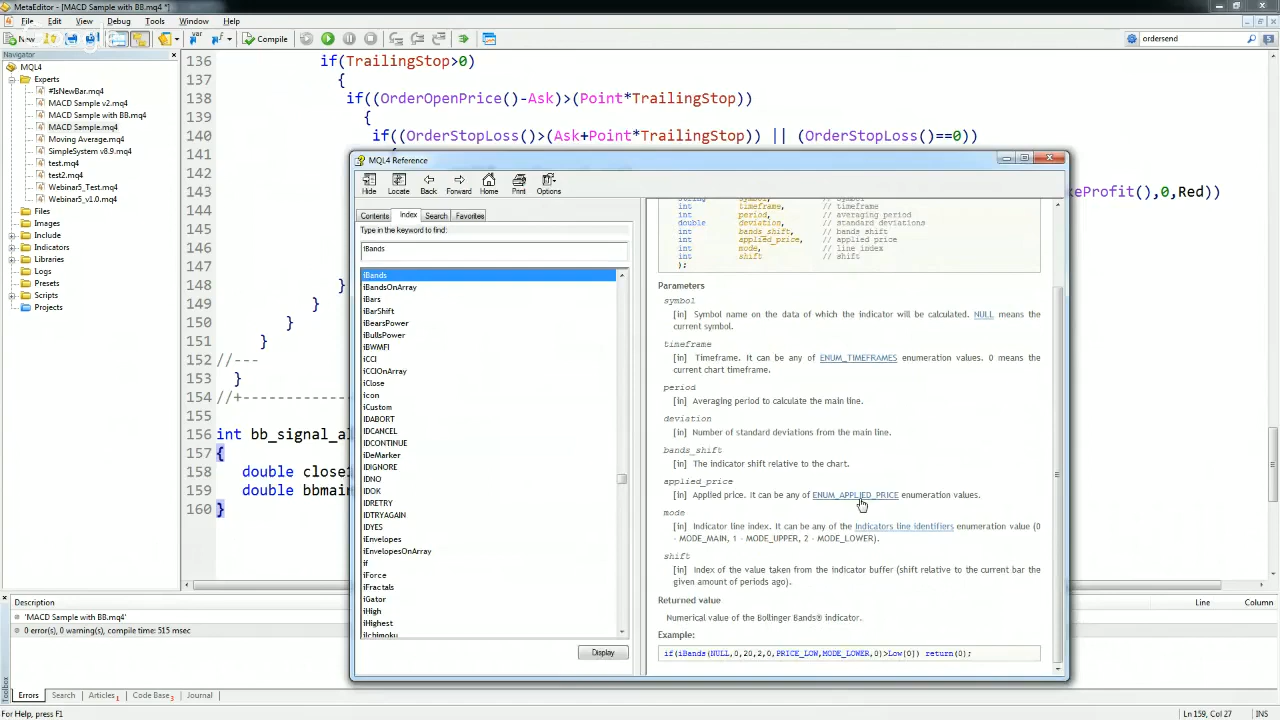 MetaEditor - [MACD Sample with BB.mq4 *]
File Edit View Debug Tools Window Help
New Compile ordersend
Navigator
MQL4
Experts
#IsNewBar.mq4
MACD Sample v2.mq4
MACD Sample with BB.mq4
MACD Sample.mq4
Moving Average.mq4
SimpleSystem v8.9.mq4
test.mq4
test2.mq4
Webinar5_Test.mq4
Webinar5_v1.0.mq4
Files
Images
Include
Indicators
Libraries
Logs
Presets
Scripts
Projects
136 if(TrailingStop>0)
137 {
138 if((OrderOpenPrice()-Ask)>(Point*TrailingStop))
139 {
140 if((OrderStopLoss()>(Ask+Point*TrailingStop)) || (OrderStopLoss()==0))
141
142
143 keProfit(),0,Red))
144
145
146
147
148 }
149 }
150 }
151 }
152 //---
153 }
154 //+----------
155
156 int bb_signal_al
157 {
158 double close1
159 double bbmain
160 }
MQL4 Reference
Hide Locate Back Forward Home Print Options
Contents Index Search Favorites
Type in the keyword to find:
iBands
iBands
iBandsOnArray
iBars
iBarShift
iBearsPower
iBullsPower
iBWMFI
iCCI
iCCIOnArray
iClose
icon
iCustom
IDABORT
IDCANCEL
IDCONTINUE
iDeMarker
IDIGNORE
IDNO
IDOK
IDRETRY
IDTRYAGAIN
IDYES
iEnvelopes
iEnvelopesOnArray
if
iForce
iFractals
iGator
iHigh
iHighest
iIchimoku
Display
string symbol, // symbol
int timeframe, // timeframe
int period, // averaging period
double deviation, // standard deviations
int bands_shift, // bands shift
int applied_price, // applied price
int mode, // line index
int shift // shift
);
Parameters
symbol
[in] Symbol name on the data of which the indicator will be calculated. NULL means the
current symbol.
timeframe
[in] Timeframe. It can be any of ENUM_TIMEFRAMES enumeration values. 0 means the
current chart timeframe.
period
[in] Averaging period to calculate the main line.
deviation
[in] Number of standard deviations from the main line.
bands_shift
[in] The indicator shift relative to the chart.
applied_price
[in] Applied price. It can be any of ENUM_APPLIED_PRICE enumeration values.
mode
[in] Indicator line index. It can be any of the Indicators line identifiers enumeration value (0
- MODE_MAIN, 1 - MODE_UPPER, 2 - MODE_LOWER).
shift
[in] Index of the value taken from the indicator buffer (shift relative to the current bar the
given amount of periods ago).
Returned value
Numerical value of the Bollinger Bands® indicator.
Example:
if(iBands(NULL,0,20,2,0,PRICE_LOW,MODE_LOWER,0)>Low[0]) return(0);
Description Line Column
'MACD Sample with BB.mq4'
0 error(s), 0 warning(s), compile time: 515 msec
Toolbox
Errors Search Articles 1 Code Base 3 Journal
For Help, press F1 Ln 159, Col 27 INS